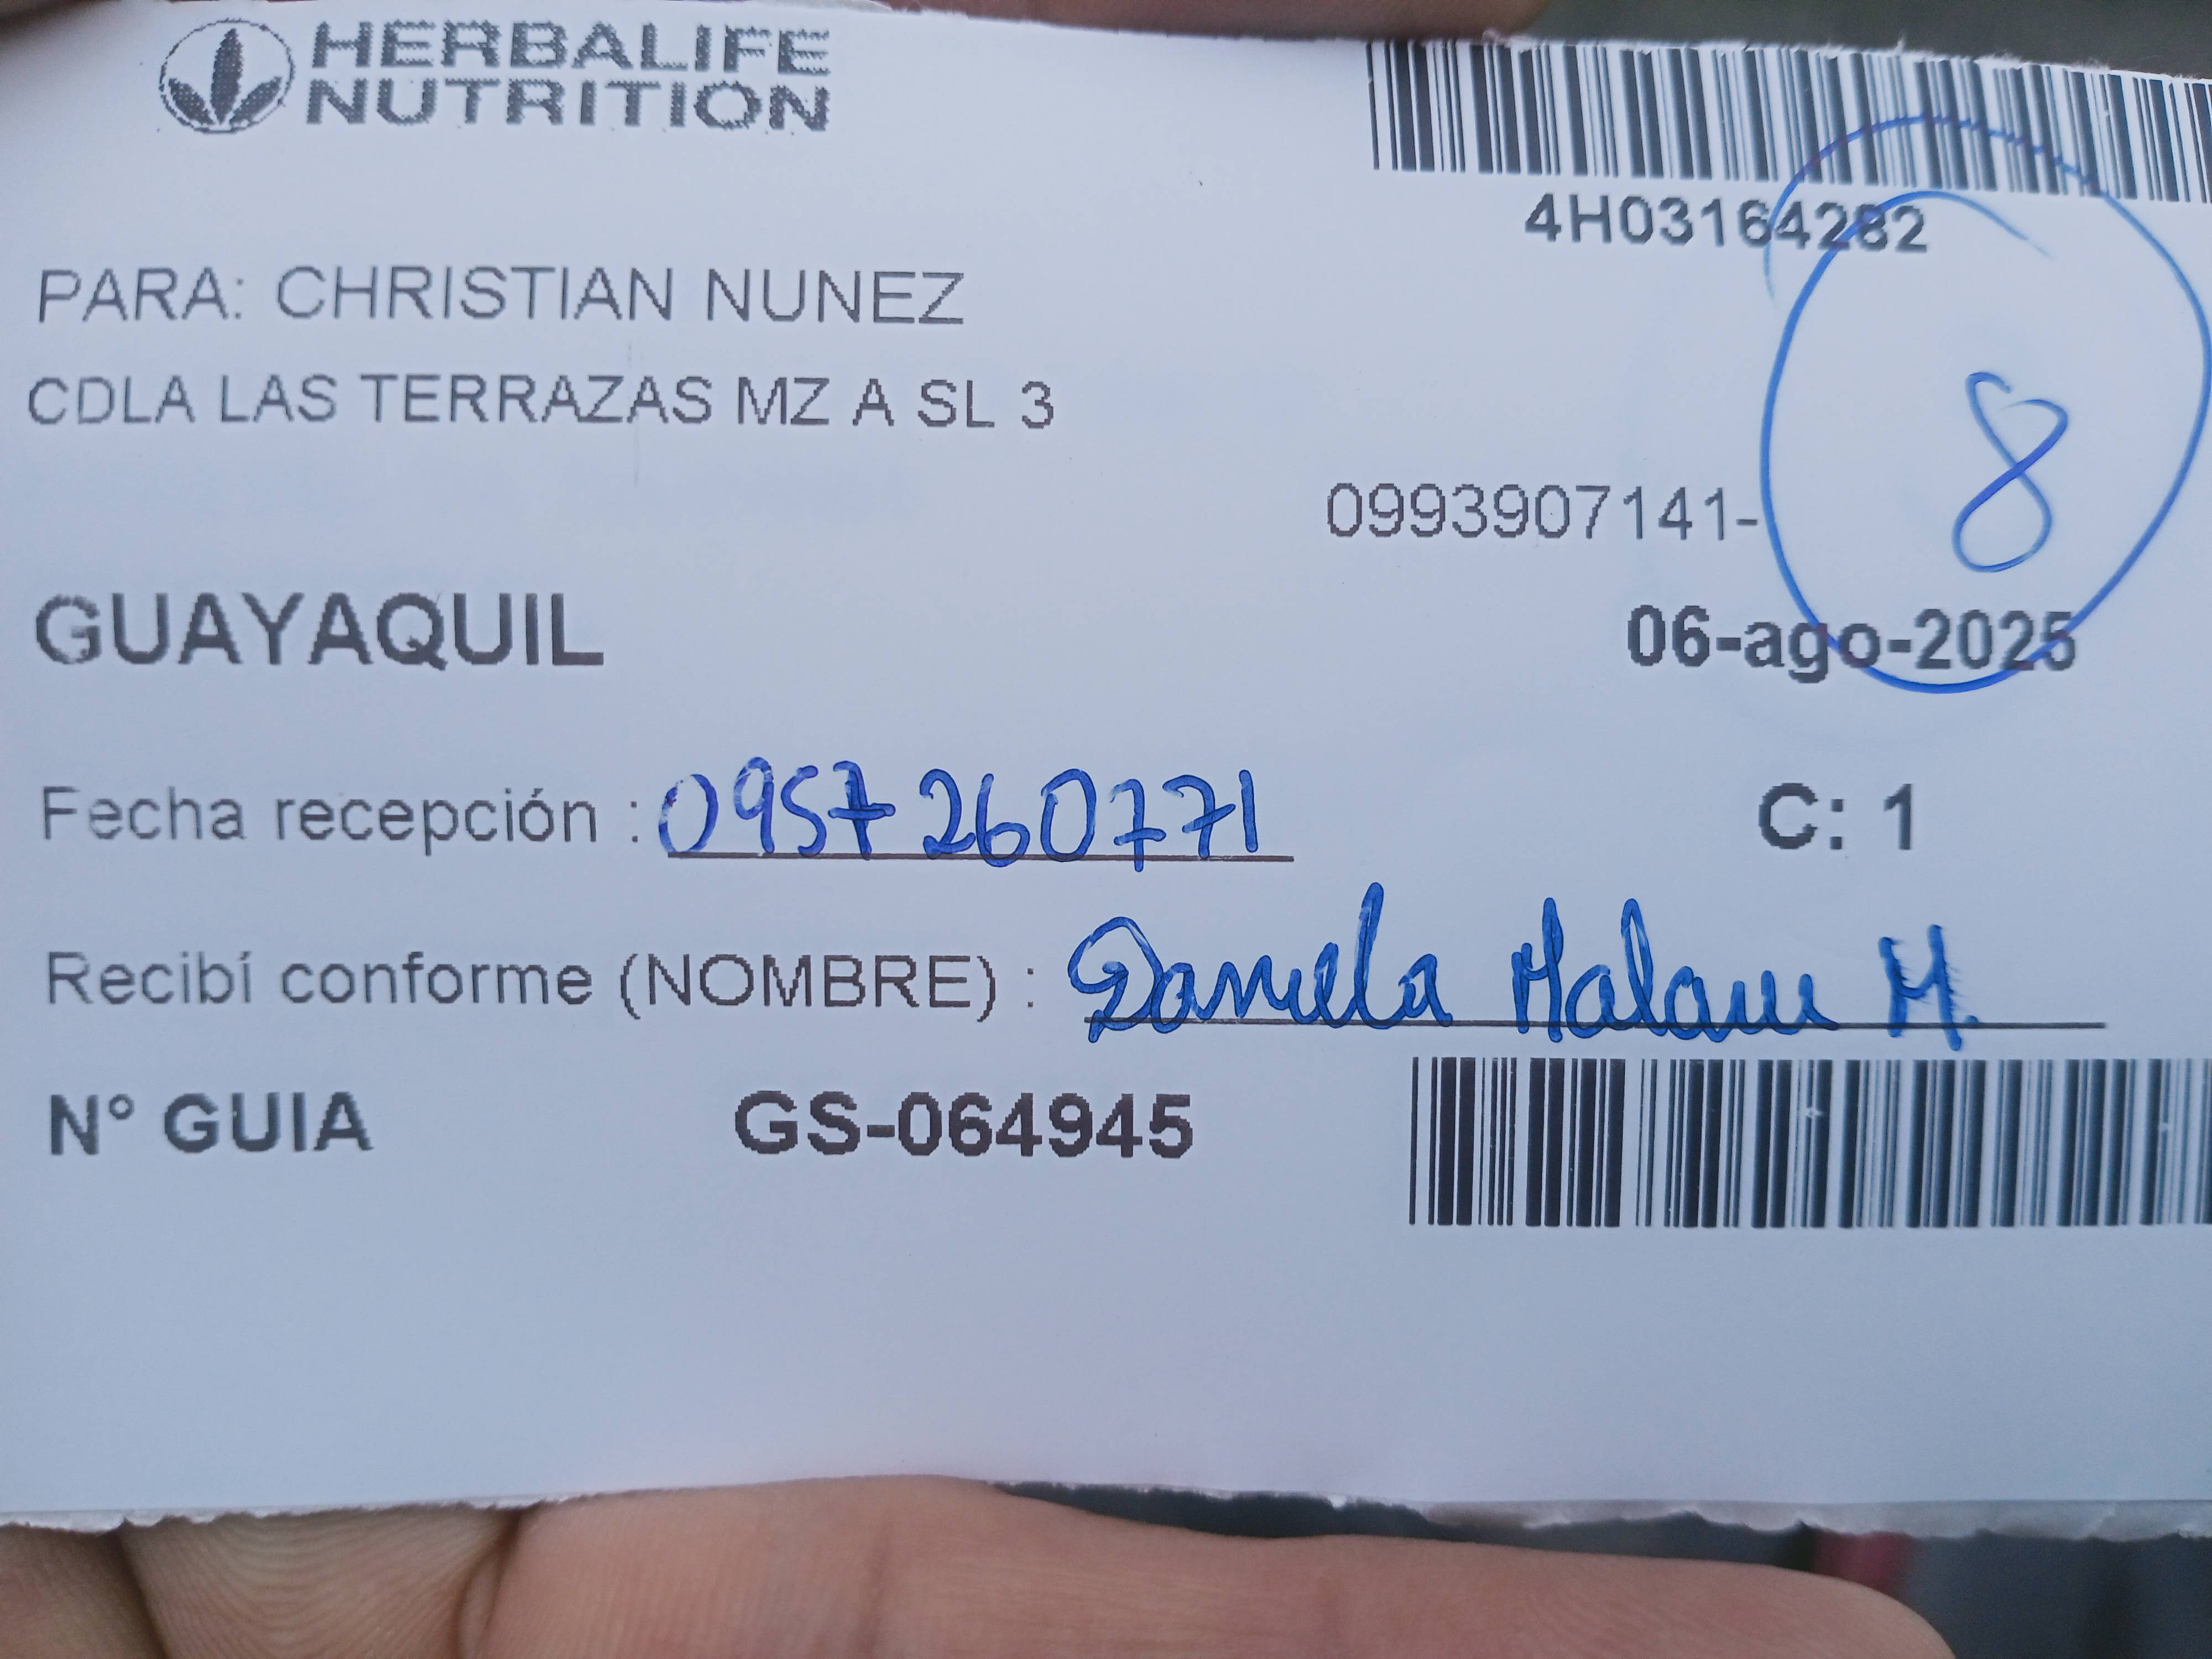 HERBALIFE
NUTRITION
4H03164282
PARA: CHRISTIAN NUNEZ
CDLA LAS TERRAZAS MZ A SL 3
8
0993907141-
GUAYAQUIL
06-ago-2025
Fecha recepción : 0957260771
C: 1
Recibí conforme (NOMBRE) : Daniela Malave M.
N° GUIA GS-064945